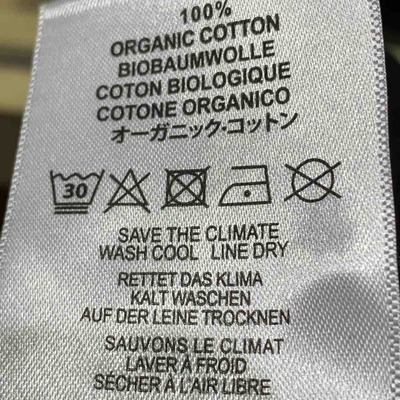 100%
ORGANIC COTTON
BIOBAUMWOLLE
COTON BIOLOGIQUE
COTONE ORGANICO
オーガニック·コットン
30
SAVE THE CLIMATE
WASH COOL LINE DRY
RETTET DAS KLIMA
KALT WASCHEN
AUF DER LEINE TROCKNEN
SAUVONS LE CLIMAT
LAVER À FROID
SÉCHER À L'AIR LIBRE